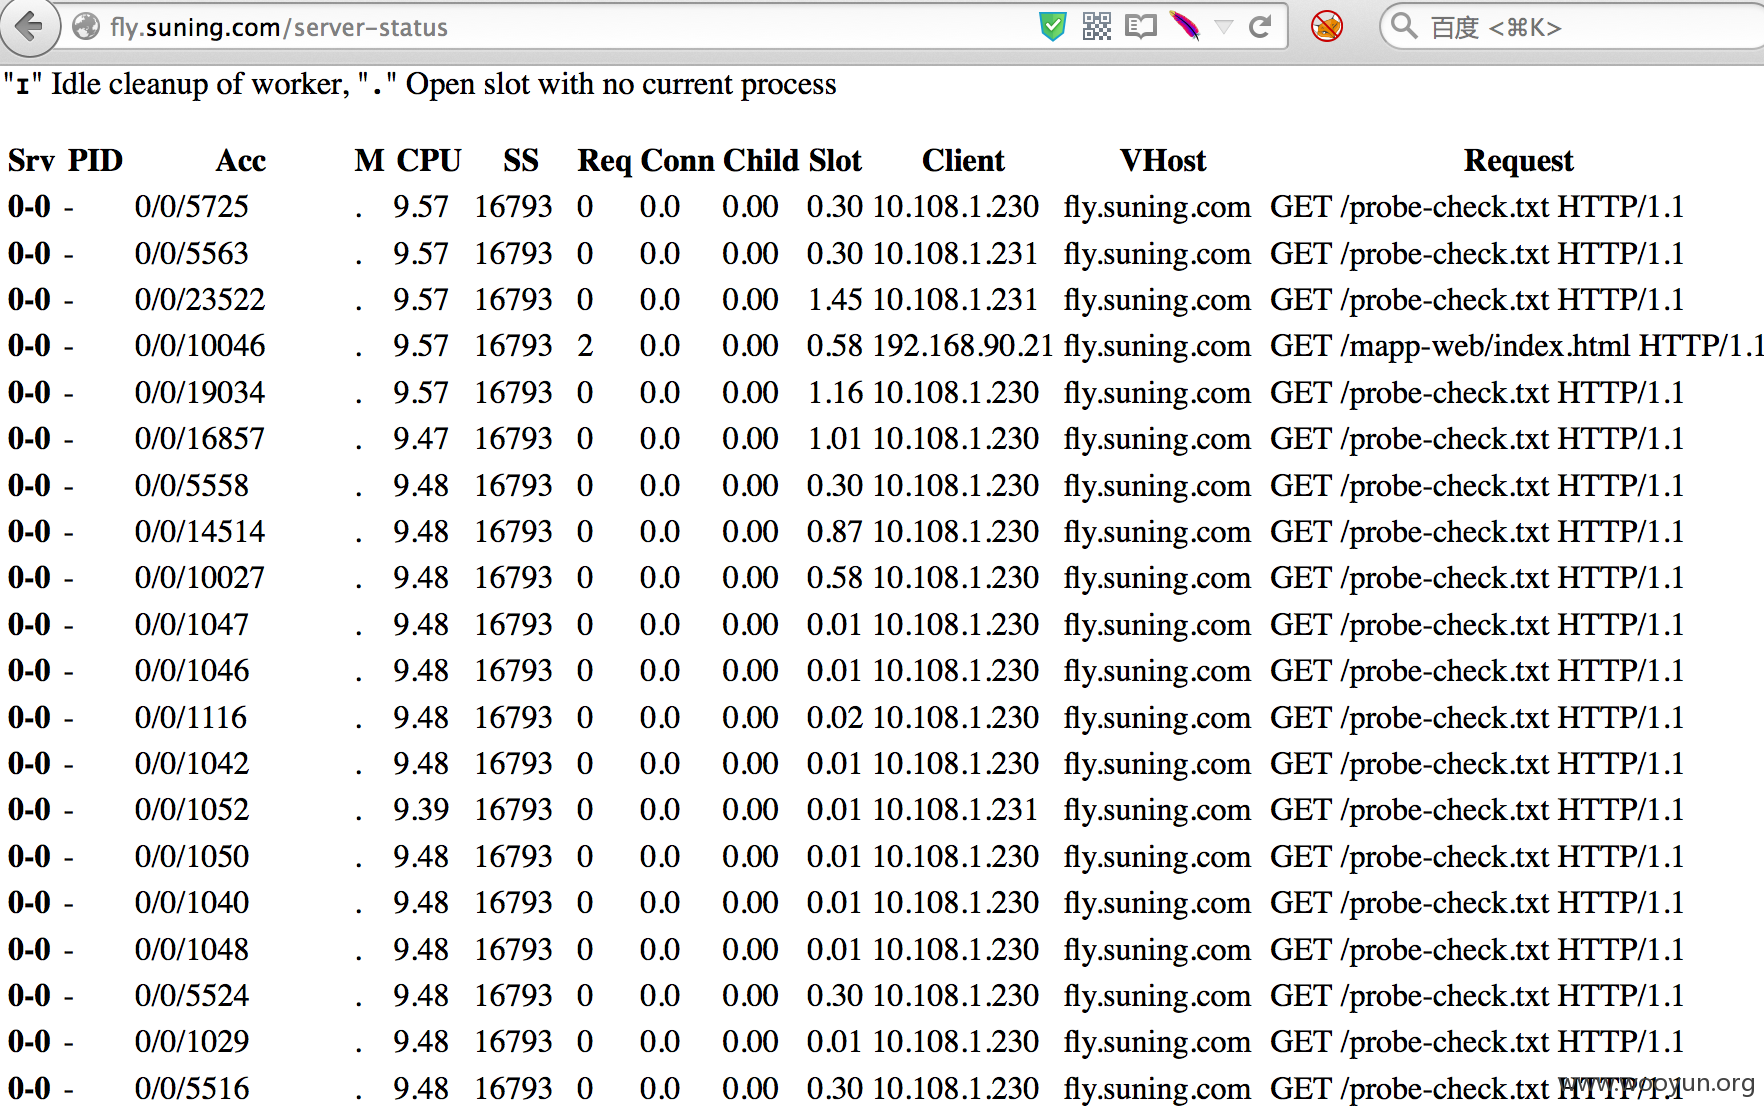 fly.suning.com/server-status 百度 <⌘K>
"I" Idle cleanup of worker, "." Open slot with no current process
Srv PID Acc M CPU SS Req Conn Child Slot Client VHost Request
0-0 - 0/0/5725 . 9.57 16793 0 0.0 0.00 0.30 10.108.1.230 fly.suning.com GET /probe-check.txt HTTP/1.1
0-0 - 0/0/5563 . 9.57 16793 0 0.0 0.00 0.30 10.108.1.231 fly.suning.com GET /probe-check.txt HTTP/1.1
0-0 - 0/0/23522 . 9.57 16793 0 0.0 0.00 1.45 10.108.1.231 fly.suning.com GET /probe-check.txt HTTP/1.1
0-0 - 0/0/10046 . 9.57 16793 2 0.0 0.00 0.58 192.168.90.21 fly.suning.com GET /mapp-web/index.html HTTP/1.1
0-0 - 0/0/19034 . 9.57 16793 0 0.0 0.00 1.16 10.108.1.230 fly.suning.com GET /probe-check.txt HTTP/1.1
0-0 - 0/0/16857 . 9.47 16793 0 0.0 0.00 1.01 10.108.1.230 fly.suning.com GET /probe-check.txt HTTP/1.1
0-0 - 0/0/5558 . 9.48 16793 0 0.0 0.00 0.30 10.108.1.230 fly.suning.com GET /probe-check.txt HTTP/1.1
0-0 - 0/0/14514 . 9.48 16793 0 0.0 0.00 0.87 10.108.1.230 fly.suning.com GET /probe-check.txt HTTP/1.1
0-0 - 0/0/10027 . 9.48 16793 0 0.0 0.00 0.58 10.108.1.230 fly.suning.com GET /probe-check.txt HTTP/1.1
0-0 - 0/0/1047 . 9.48 16793 0 0.0 0.00 0.01 10.108.1.230 fly.suning.com GET /probe-check.txt HTTP/1.1
0-0 - 0/0/1046 . 9.48 16793 0 0.0 0.00 0.01 10.108.1.230 fly.suning.com GET /probe-check.txt HTTP/1.1
0-0 - 0/0/1116 . 9.48 16793 0 0.0 0.00 0.02 10.108.1.230 fly.suning.com GET /probe-check.txt HTTP/1.1
0-0 - 0/0/1042 . 9.48 16793 0 0.0 0.00 0.01 10.108.1.230 fly.suning.com GET /probe-check.txt HTTP/1.1
0-0 - 0/0/1052 . 9.39 16793 0 0.0 0.00 0.01 10.108.1.231 fly.suning.com GET /probe-check.txt HTTP/1.1
0-0 - 0/0/1050 . 9.48 16793 0 0.0 0.00 0.01 10.108.1.230 fly.suning.com GET /probe-check.txt HTTP/1.1
0-0 - 0/0/1040 . 9.48 16793 0 0.0 0.00 0.01 10.108.1.230 fly.suning.com GET /probe-check.txt HTTP/1.1
0-0 - 0/0/1048 . 9.48 16793 0 0.0 0.00 0.01 10.108.1.230 fly.suning.com GET /probe-check.txt HTTP/1.1
0-0 - 0/0/5524 . 9.48 16793 0 0.0 0.00 0.30 10.108.1.230 fly.suning.com GET /probe-check.txt HTTP/1.1
0-0 - 0/0/1029 . 9.48 16793 0 0.0 0.00 0.01 10.108.1.230 fly.suning.com GET /probe-check.txt HTTP/1.1
0-0 - 0/0/5516 . 9.48 16793 0 0.0 0.00 0.30 10.108.1.230 fly.suning.com GET /probe-check.txt HTTP/1.1
www.wooyun.org